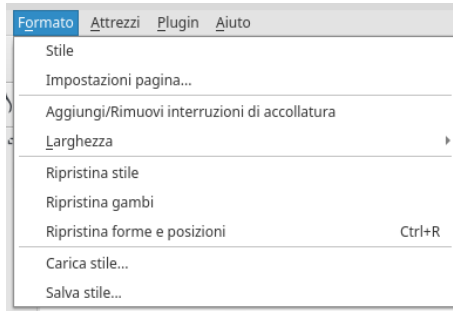 Formato Attrezzi Plugin Aiuto
Stile
Impostazioni pagina...
Aggiungi/Rimuovi interruzioni di accollatura
Larghezza
Ripristina stile
Ripristina gambi
Ripristina forme e posizioni Ctrl+R
Carica stile...
Salva stile...